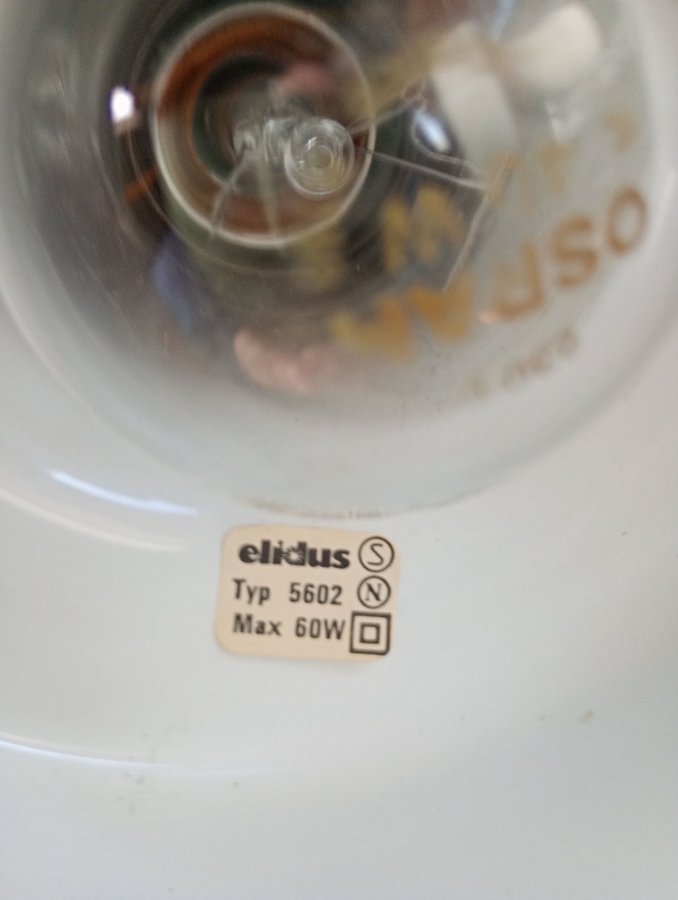 OSRAM
elidus Ⓢ
Typ 5602 Ⓝ
Max 60W